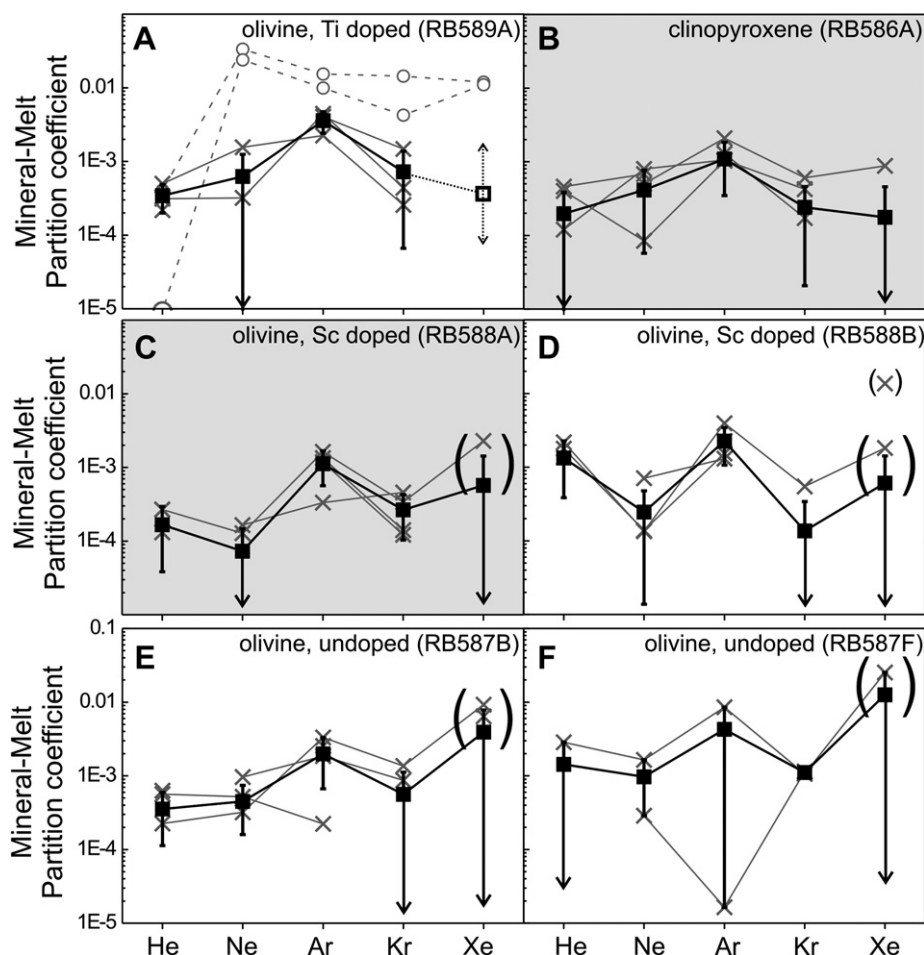 A olivine, Ti doped (RB589A)
B clinopyroxene (RB586A)
Mineral-Melt
Partition coefficient
0.01
1E-3
1E-4
1E-5
C olivine, Sc doped (RB588A)
D olivine, Sc doped (RB588B)
Mineral-Melt
Partition coefficient
0.01
1E-3
1E-4
0.1
E olivine, undoped (RB587B)
F olivine, undoped (RB587F)
Mineral-Melt
Partition coefficient
0.01
1E-3
1E-4
1E-5
He Ne Ar Kr Xe
He Ne Ar Kr Xe